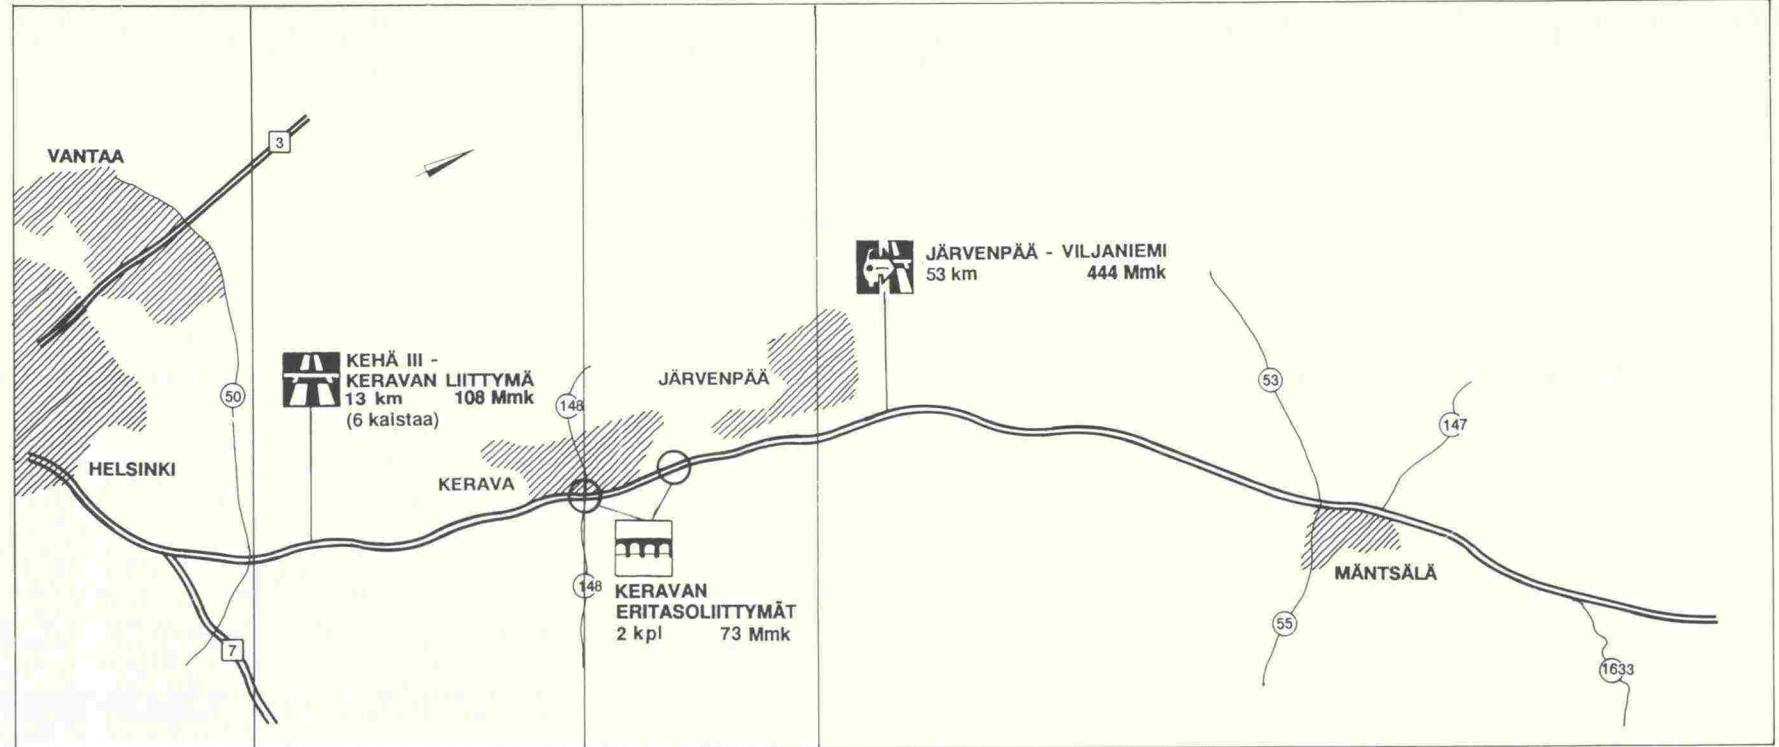 3
VANTAA
JÄRVENPÄÄ - VILJANIEMI
53 km 444 Mmk
KEHÄ III -
KERAVAN LIITTYMÄ
13 km 108 Mmk
(6 kaistaa)
50
148
JÄRVENPÄÄ
53
147
HELSINKI
KERAVA
148
KERAVAN
ERITASOLIITTYMÄT
2 kpl 73 Mmk
MÄNTSÄLÄ
55
7
1633